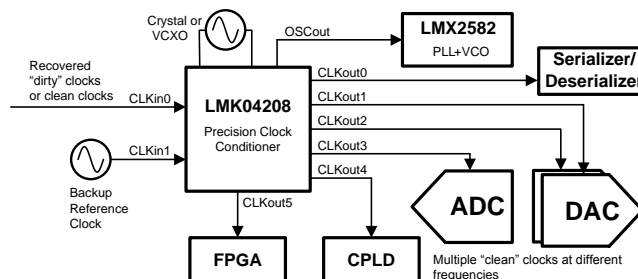 Crystal or
VCXO
OSCout
LMX2582
PLL+VCO
Recovered
"dirty" clocks
or clean clocks
CLKin0
LMK04208
Precision Clock
Conditioner
CLKout0
Serializer/
Deserializer
CLKout1
CLKout2
CLKin1
CLKout3
CLKout4
Backup
Reference
Clock
CLKout5
ADC
DAC
FPGA
CPLD
Multiple "clean" clocks at different
frequencies